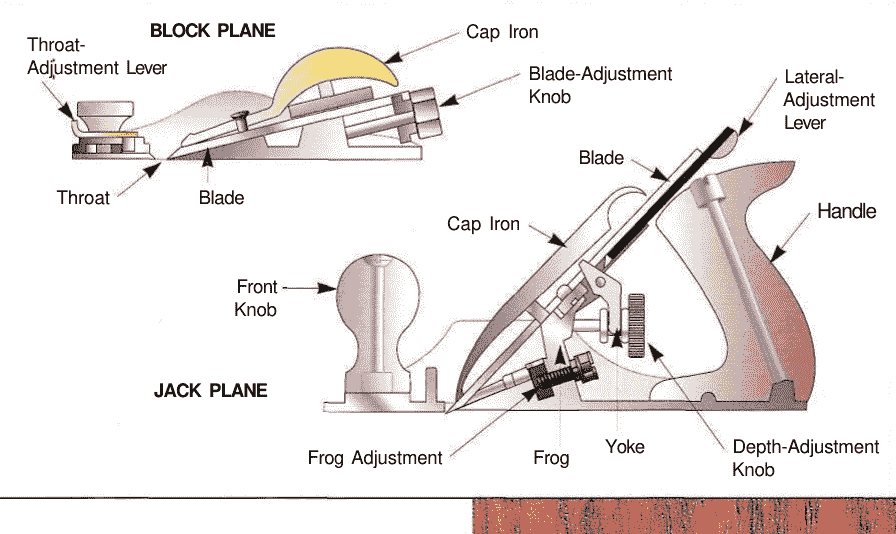 BLOCK PLANE
Throat-
Adjustment Lever
Cap Iron
Blade-Adjustment
Knob
Throat
Blade
Lateral-
Adjustment
Lever
Blade
Cap Iron
Handle
Front
Knob
JACK PLANE
Frog Adjustment
Frog
Yoke
Depth-Adjustment
Knob